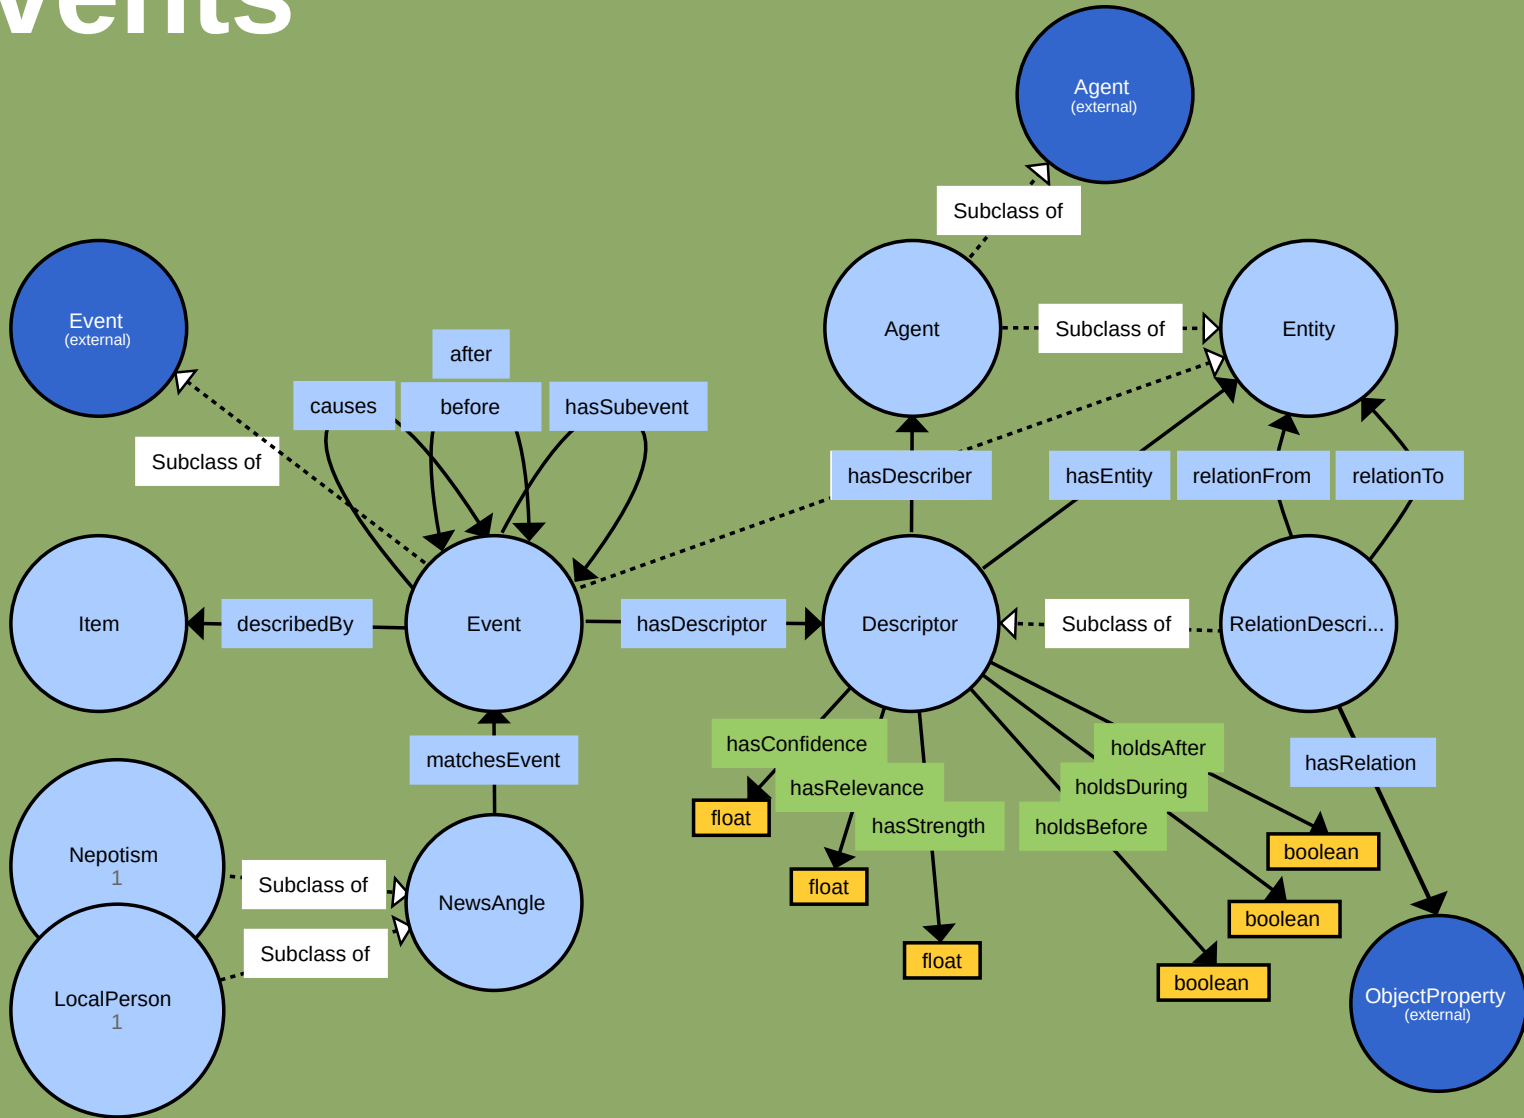 vents
Agent
(external)
Subclass of
Event
(external)
Agent
Subclass of
Entity
after
causes
before
hasSubevent
Subclass of
hasDescriber
hasEntity
relationFrom
relationTo
Item
describedBy
Event
hasDescriptor
Descriptor
Subclass of
RelationDescri...
matchesEvent
hasConfidence
hasRelevance
hasStrength
holdsAfter
holdsDuring
holdsBefore
hasRelation
float
float
float
boolean
boolean
boolean
Nepotism
1
Subclass of
NewsAngle
LocalPerson
1
Subclass of
ObjectProperty
(external)